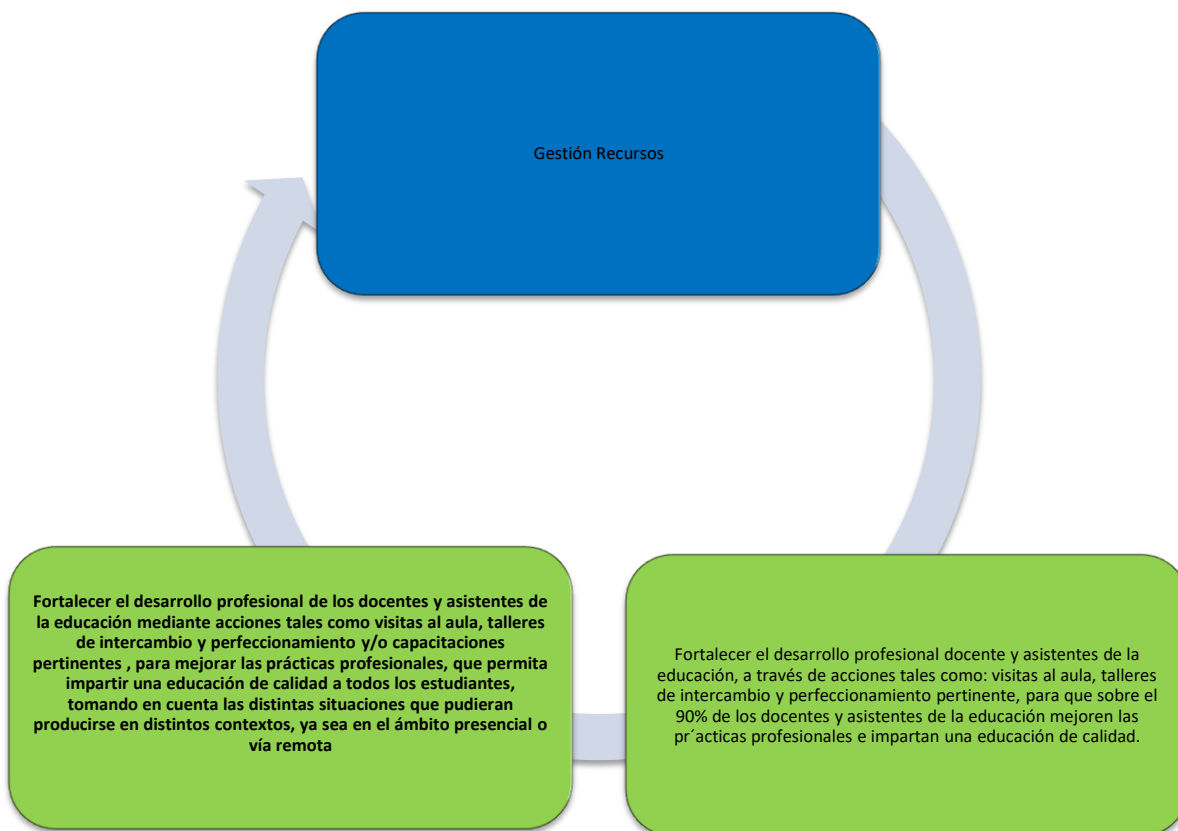 Gestión Recursos
Fortalecer el desarrollo profesional de los docentes y asistentes de
la educación mediante acciones tales como visitas al aula, talleres
de intercambio y perfeccionamiento y/o capacitaciones
pertinentes , para mejorar las prácticas profesionales, que permita
impartir una educación de calidad a todos los estudiantes,
tomando en cuenta las distintas situaciones que pudieran
producirse en distintos contextos, ya sea en el ámbito presencial o
vía remota
Fortalecer el desarrollo profesional docente y asistentes de la
educación, a través de acciones tales como: visitas al aula, talleres
de intercambio y perfeccionamiento pertinente, para que sobre el
90% de los docentes y asistentes de la educación mejoren las
pr´acticas profesionales e impartan una educación de calidad.